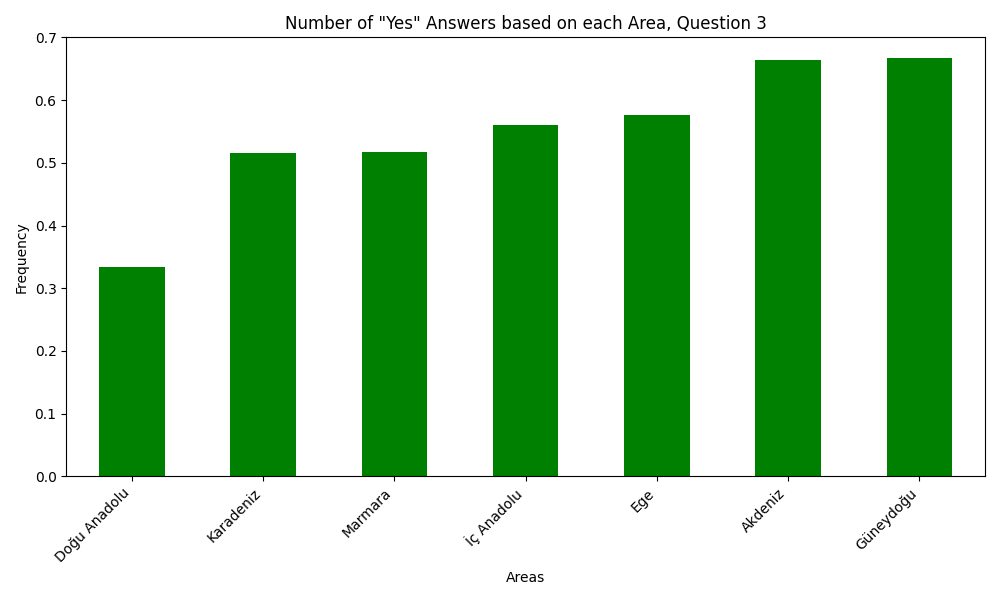 Number of "Yes" Answers based on each Area, Question 3
Frequency
0.7
0.6
0.5
0.4
0.3
0.2
0.1
0.0
Doğu Anadolu
Karadeniz
Marmara
İç Anadolu
Ege
Akdeniz
Güneydoğu
Areas